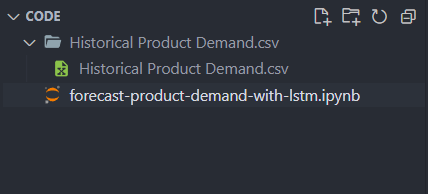 CODE
Historical Product Demand.csv
Historical Product Demand.csv
forecast-product-demand-with-lstm.ipynb